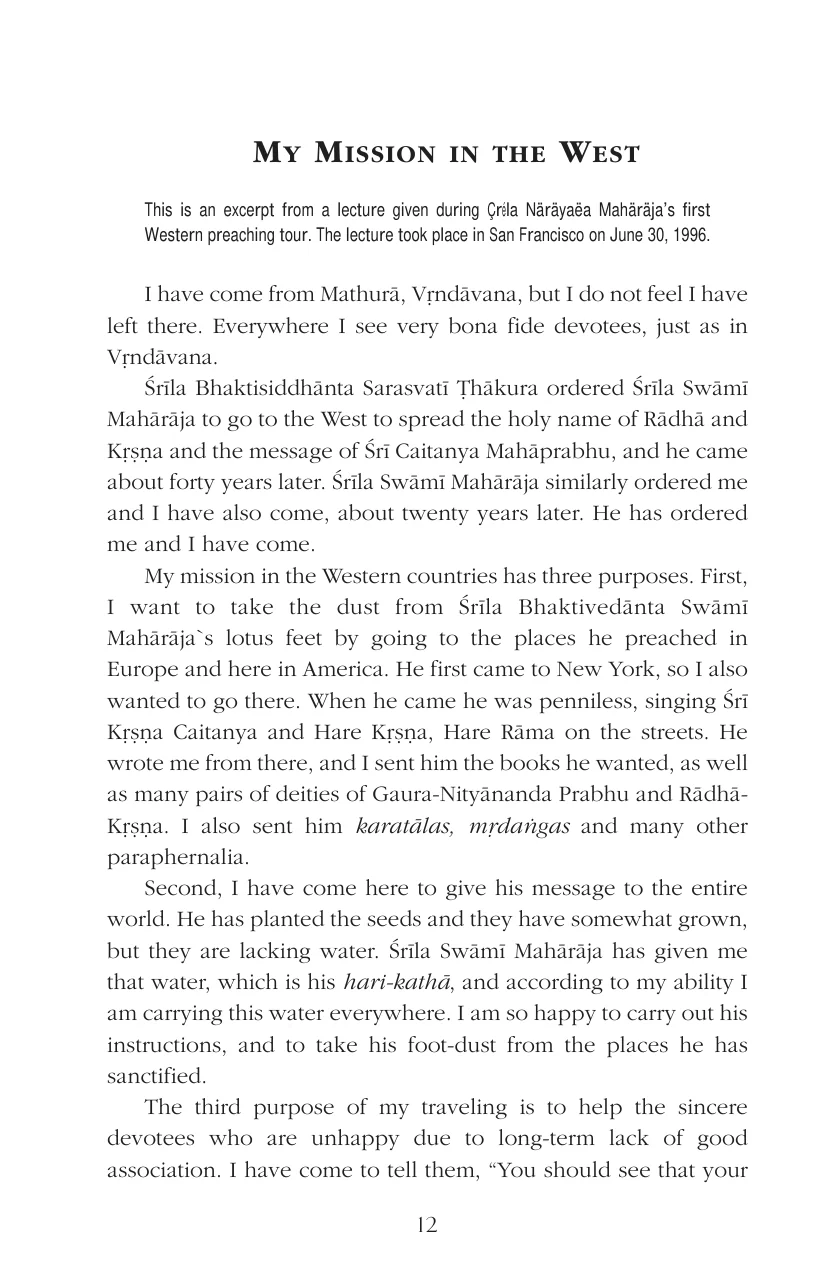 My Mission in the West
This is an excerpt from a lecture given during Çréla Näräyaëa Mahäräja's first
Western preaching tour. The lecture took place in San Francisco on June 30, 1996.
I have come from Mathurā, Vṛndāvana, but I do not feel I have
left there. Everywhere I see very bona fide devotees, just as in
Vṛndāvana.
Śrīla Bhaktisiddhānta Sarasvatī Ṭhākura ordered Śrīla Swāmī
Mahārāja to go to the West to spread the holy name of Rādhā and
Kṛṣṇa and the message of Śrī Caitanya Mahāprabhu, and he came
about forty years later. Śrīla Swāmī Mahārāja similarly ordered me
and I have also come, about twenty years later. He has ordered
me and I have come.
My mission in the Western countries has three purposes. First,
I want to take the dust from Śrīla Bhaktivedānta Swāmī
Mahārāja`s lotus feet by going to the places he preached in
Europe and here in America. He first came to New York, so I also
wanted to go there. When he came he was penniless, singing Śrī
Kṛṣṇa Caitanya and Hare Kṛṣṇa, Hare Rāma on the streets. He
wrote me from there, and I sent him the books he wanted, as well
as many pairs of deities of Gaura-Nityānanda Prabhu and Rādhā-
Kṛṣṇa. I also sent him karatālas, mṛdaṅgas and many other
paraphernalia.
Second, I have come here to give his message to the entire
world. He has planted the seeds and they have somewhat grown,
but they are lacking water. Śrīla Swāmī Mahārāja has given me
that water, which is his hari-kathā, and according to my ability I
am carrying this water everywhere. I am so happy to carry out his
instructions, and to take his foot-dust from the places he has
sanctified.
The third purpose of my traveling is to help the sincere
devotees who are unhappy due to long-term lack of good
association. I have come to tell them, “You should see that your
12